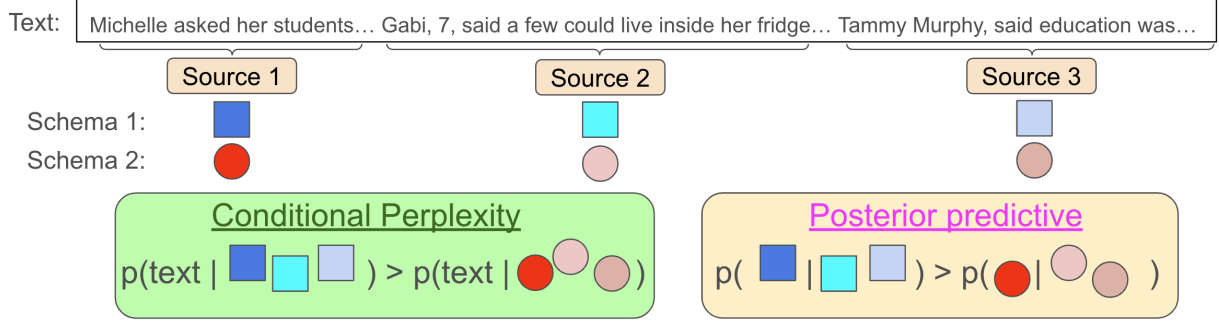 Text: Michelle asked her students… Gabi, 7, said a few could live inside her fridge… Tammy Murphy, said education was…
Source 1 Source 2 Source 3
Schema 1:
Schema 2:
Conditional Perplexity
p(text | ) > p(text | )
Posterior predictive
p( | ) > p( | )